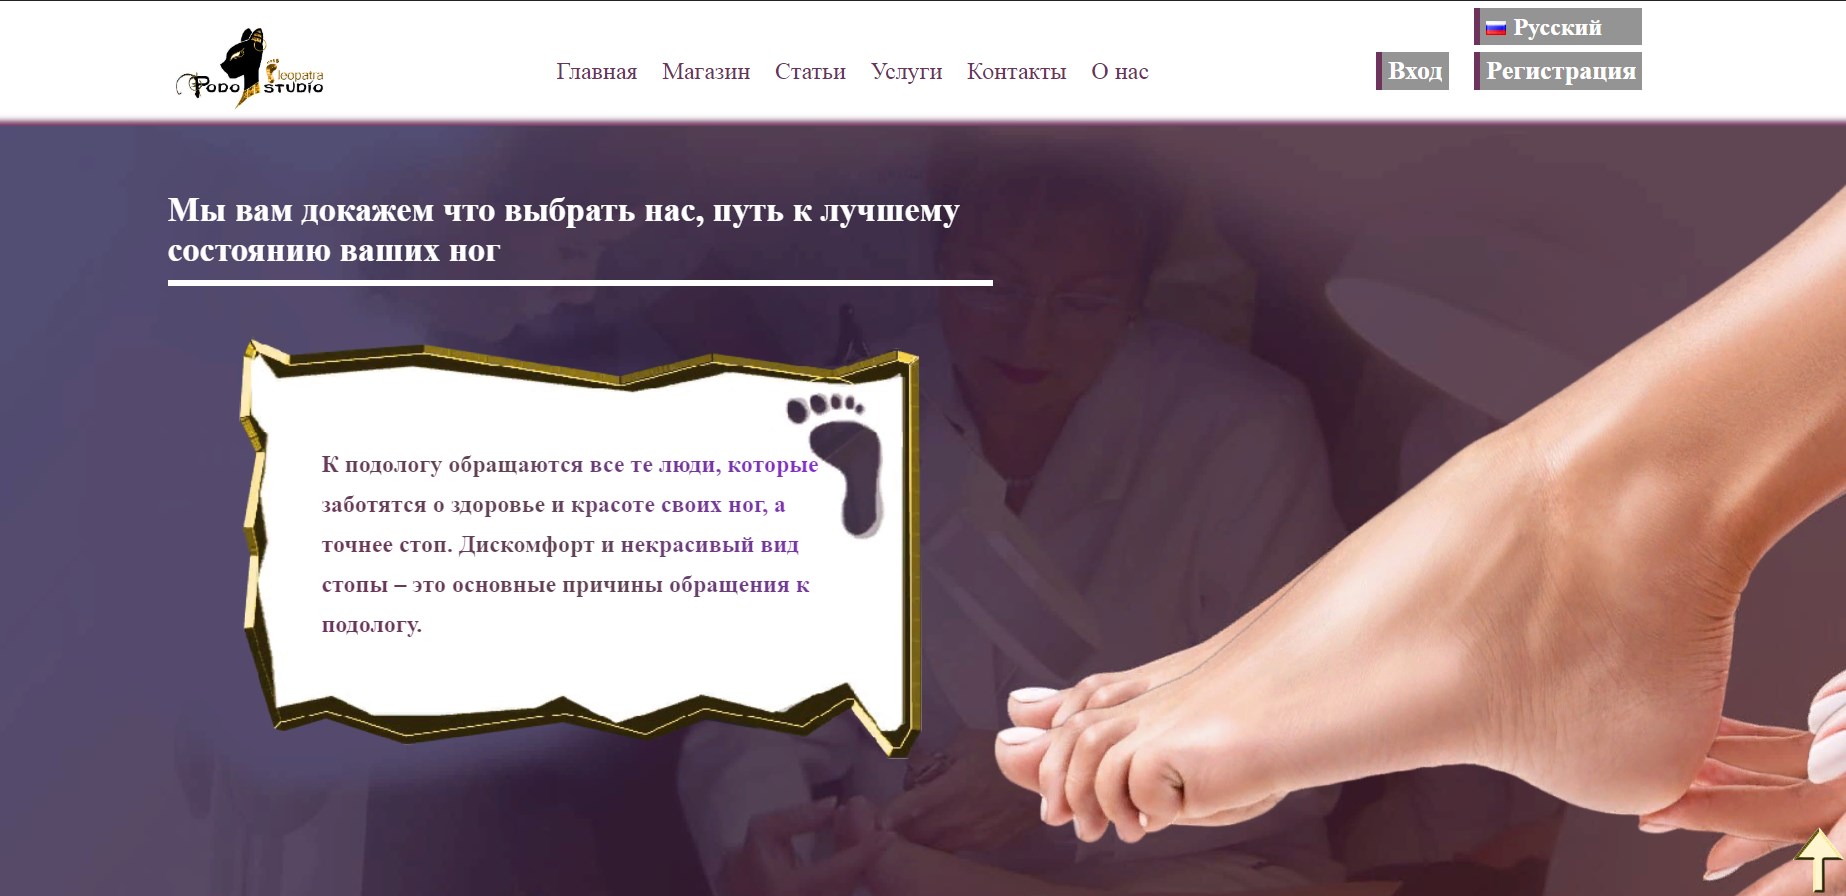 Русский
Cleopatra
PODO STUDIO
Главная Магазин Статьи Услуги Контакты О нас
Вход Регистрация
Мы вам докажем что выбрать нас, путь к лучшему
состоянию ваших ног
К подологу обращаются все те люди, которые
заботятся о здоровье и красоте своих ног, а
точнее стоп. Дискомфорт и некрасивый вид
стопы – это основные причины обращения к
подологу.